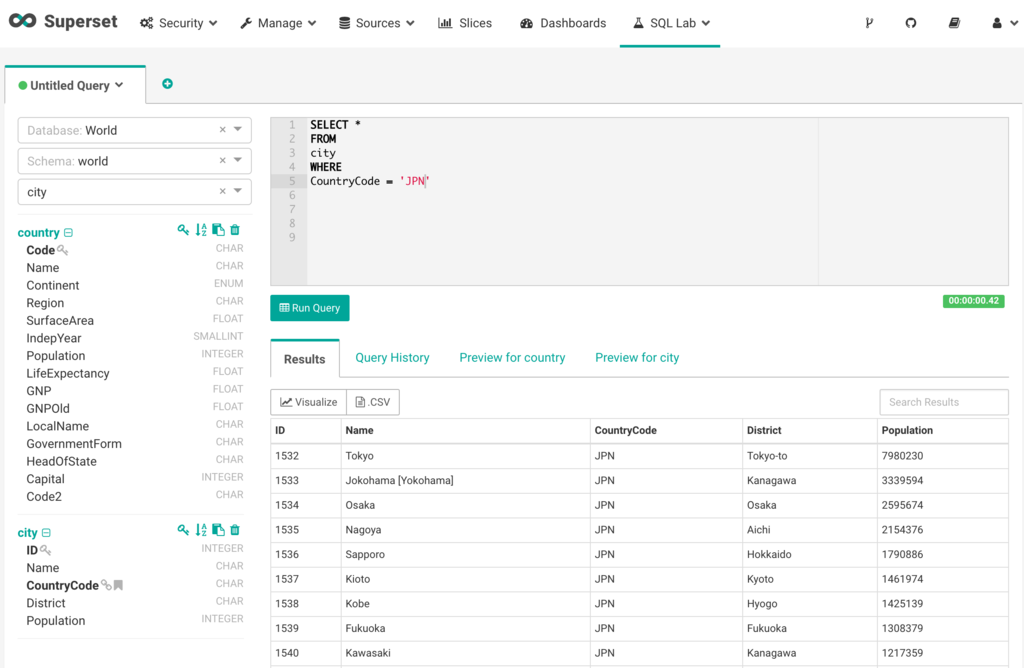 Superset Security Manage Sources Slices Dashboards SQL Lab
Untitled Query
Database: World
Schema: world
city
country
Code
CHAR
Name
CHAR
Continent
ENUM
Region
CHAR
SurfaceArea
FLOAT
IndepYear
SMALLINT
Population
INTEGER
LifeExpectancy
FLOAT
GNP
FLOAT
GNPOld
FLOAT
LocalName
CHAR
GovernmentForm
CHAR
HeadOfState
CHAR
Capital
INTEGER
Code2
CHAR
city
ID
INTEGER
Name
CHAR
CountryCode
CHAR
District
CHAR
Population
INTEGER
1 SELECT *
2 FROM
3 city
4 WHERE
5 CountryCode = 'JPN'
6
7
8
9
Run Query
00:00:00.42
Results Query History Preview for country Preview for city
Visualize .CSV Search Results
ID Name CountryCode District Population
1532 Tokyo JPN Tokyo-to 7980230
1533 Jokohama [Yokohama] JPN Kanagawa 3339594
1534 Osaka JPN Osaka 2595674
1535 Nagoya JPN Aichi 2154376
1536 Sapporo JPN Hokkaido 1790886
1537 Kioto JPN Kyoto 1461974
1538 Kobe JPN Hyogo 1425139
1539 Fukuoka JPN Fukuoka 1308379
1540 Kawasaki JPN Kanagawa 1217359